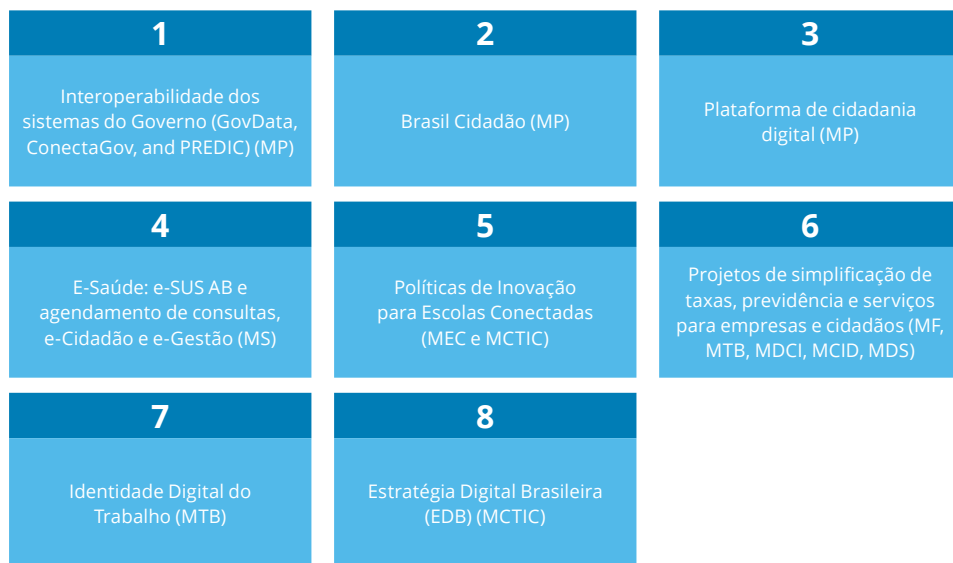 1
Interoperabilidade dos
sistemas do Governo (GovData,
ConectaGov, and PREDIC) (MP)
2
Brasil Cidadão (MP)
3
Plataforma de cidadania
digital (MP)
4
E-Saúde: e-SUS AB e
agendamento de consultas,
e-Cidadão e e-Gestão (MS)
5
Políticas de Inovação
para Escolas Conectadas
(MEC e MCTIC)
6
Projetos de simplificação de
taxas, previdência e serviços
para empresas e cidadãos (MF,
MTB, MDCI, MCID, MDS)
7
Identidade Digital do
Trabalho (MTB)
8
Estratégia Digital Brasileira
(EDB) (MCTIC)